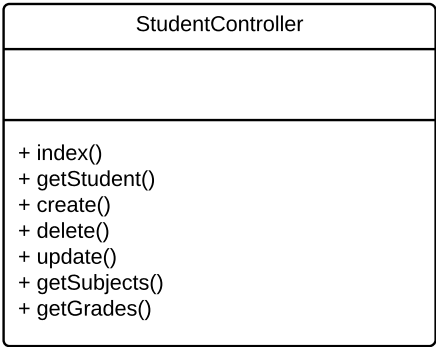 StudentController
+ index()
+ getStudent()
+ create()
+ delete()
+ update()
+ getSubjects()
+ getGrades()